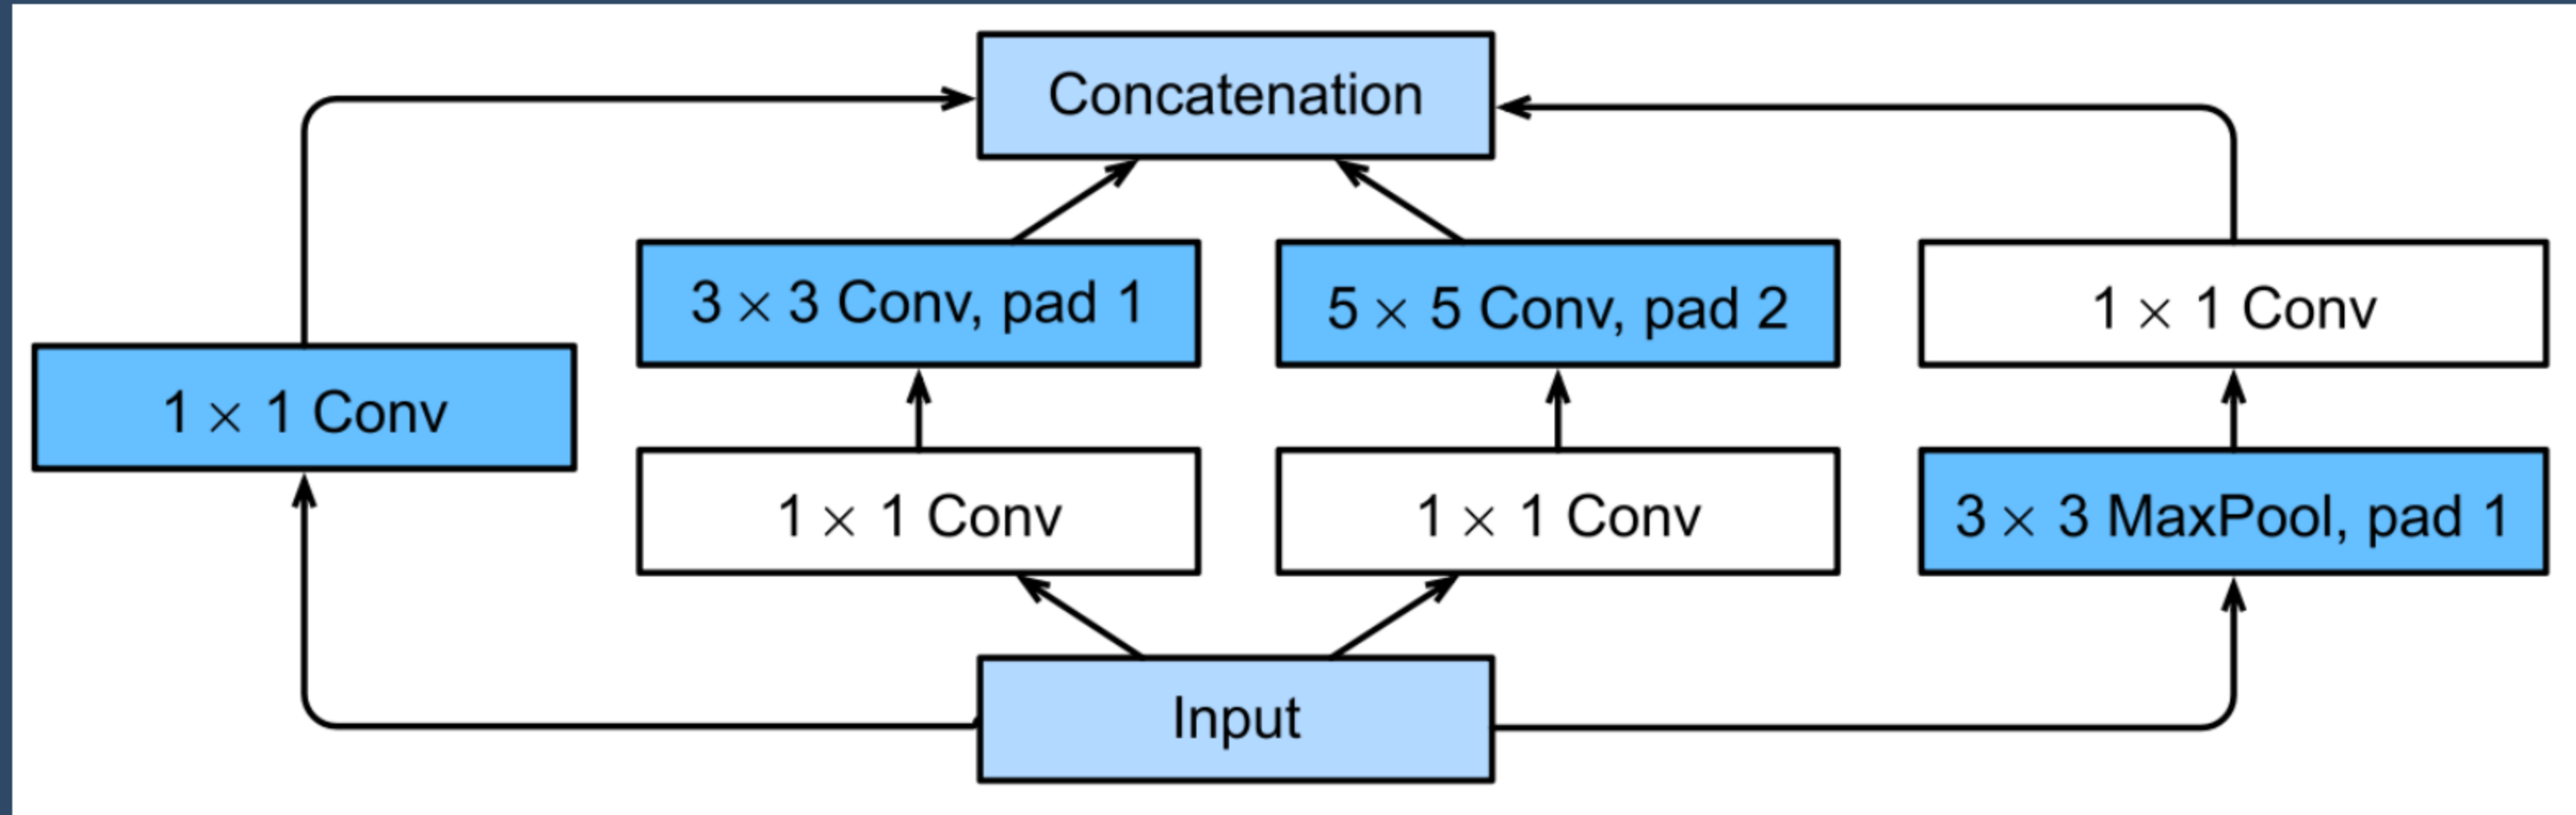 Concatenation
3 × 3 Conv, pad 1
5 × 5 Conv, pad 2
1 × 1 Conv
1 × 1 Conv
1 × 1 Conv
1 × 1 Conv
3 × 3 MaxPool, pad 1
Input